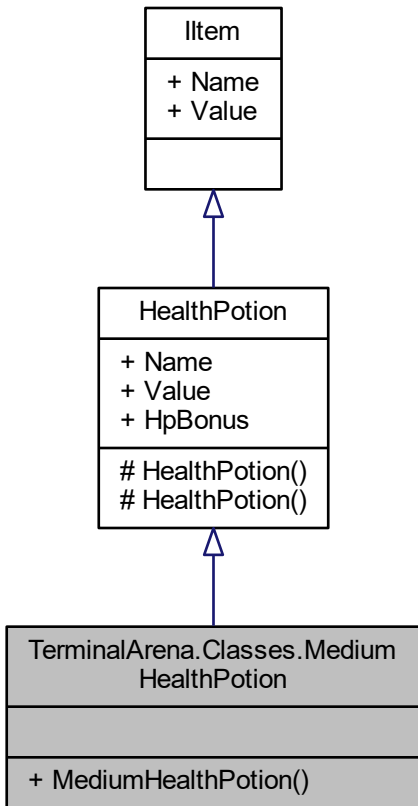 IItem
+ Name
+ Value
HealthPotion
+ Name
+ Value
+ HpBonus
# HealthPotion()
# HealthPotion()
TerminalArena.Classes.Medium
HealthPotion
+ MediumHealthPotion()